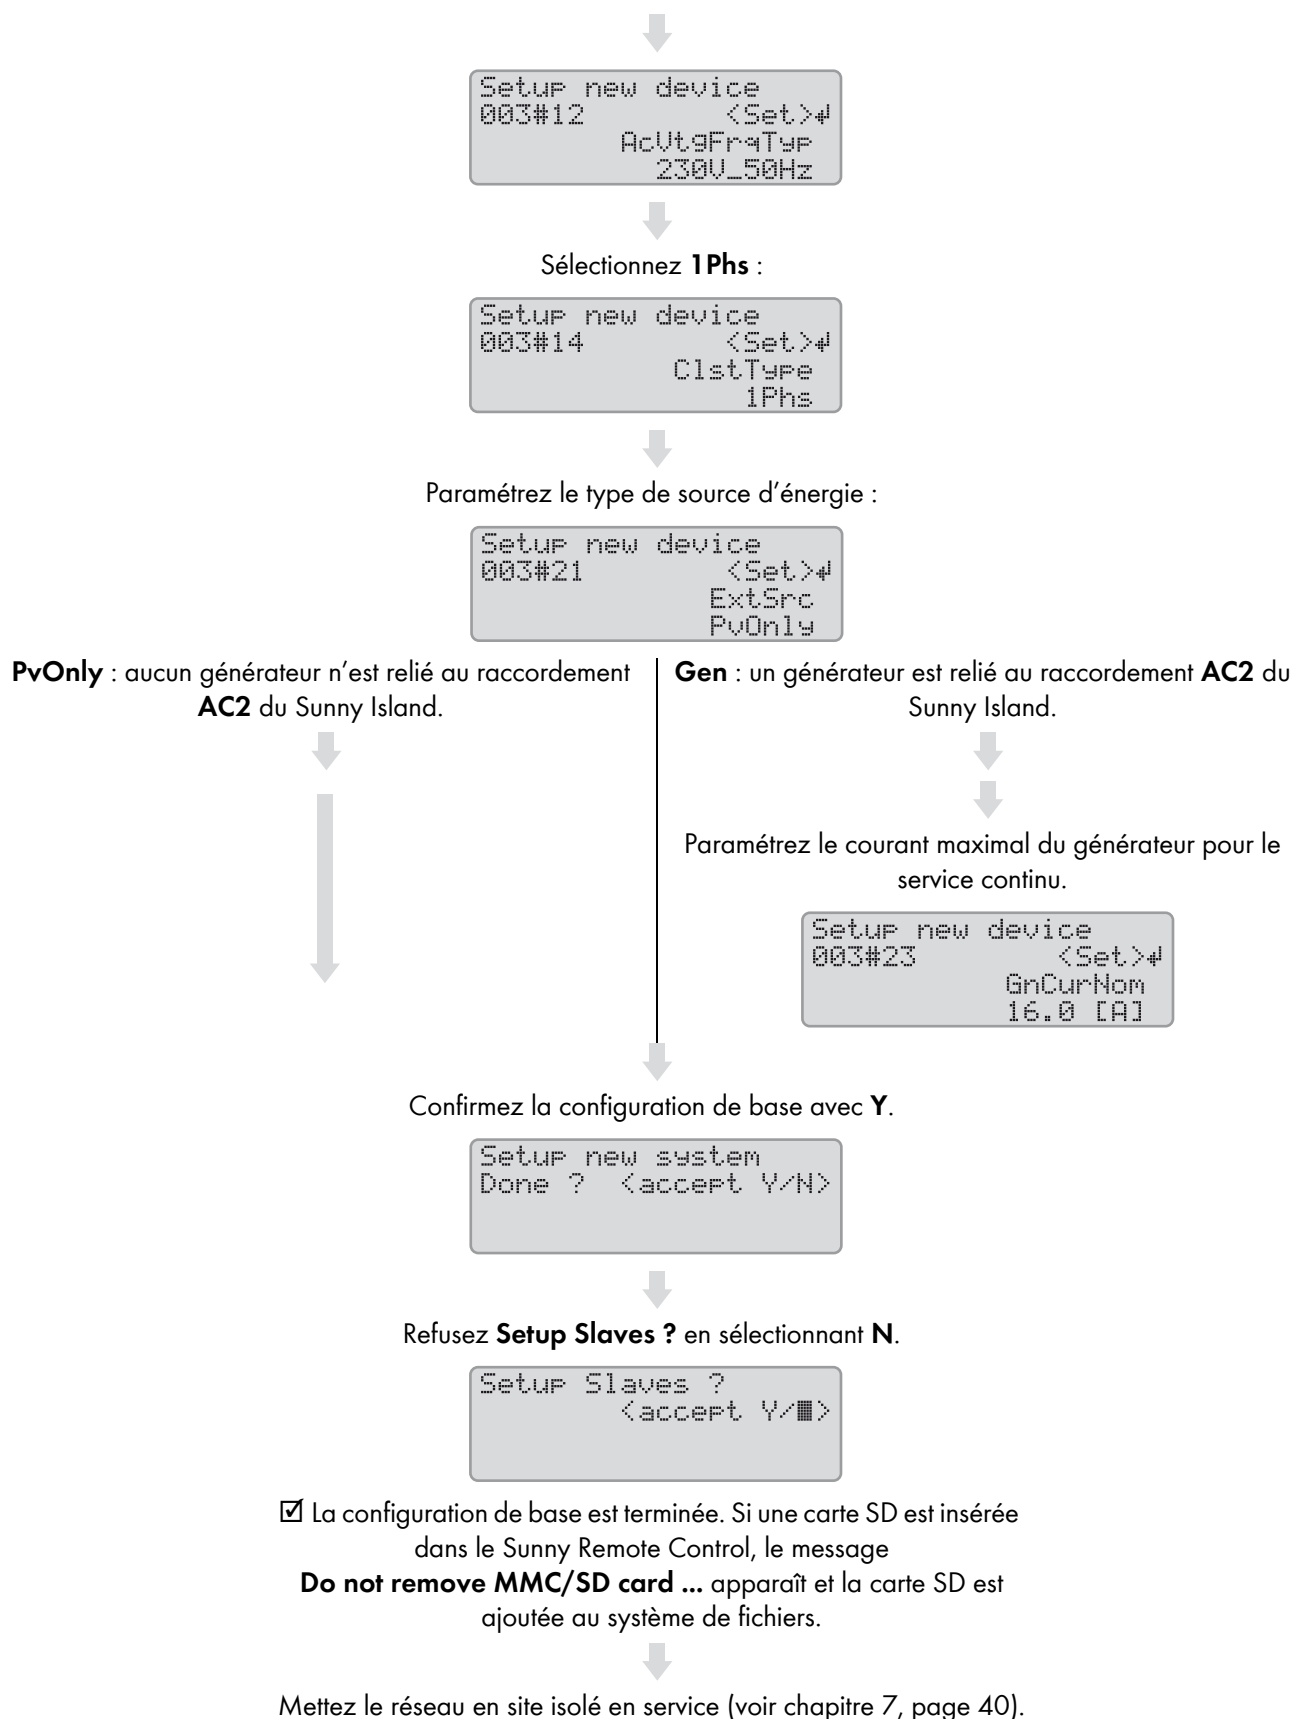 Setup new device
003#12 <Set>↵
AcVtgFrqTyp
230V_50Hz
Sélectionnez 1Phs :
Setup new device
003#14 <Set>↵
ClstType
1Phs
Paramétrez le type de source d’énergie :
Setup new device
003#21 <Set>↵
ExtSrc
PvOnly
PvOnly : aucun générateur n’est relié au raccordement
AC2 du Sunny Island.
Gen : un générateur est relié au raccordement AC2 du
Sunny Island.
Paramétrez le courant maximal du générateur pour le
service continu.
Setup new device
003#23 <Set>↵
GnCurNom
16.0 [A]
Confirmez la configuration de base avec Y.
Setup new system
Done ? <accept Y/N>
Refusez Setup Slaves ? en sélectionnant N.
Setup Slaves ?
<accept Y/■>
☑ La configuration de base est terminée. Si une carte SD est insérée
dans le Sunny Remote Control, le message
Do not remove MMC/SD card ... apparaît et la carte SD est
ajoutée au système de fichiers.
Mettez le réseau en site isolé en service (voir chapitre 7, page 40).